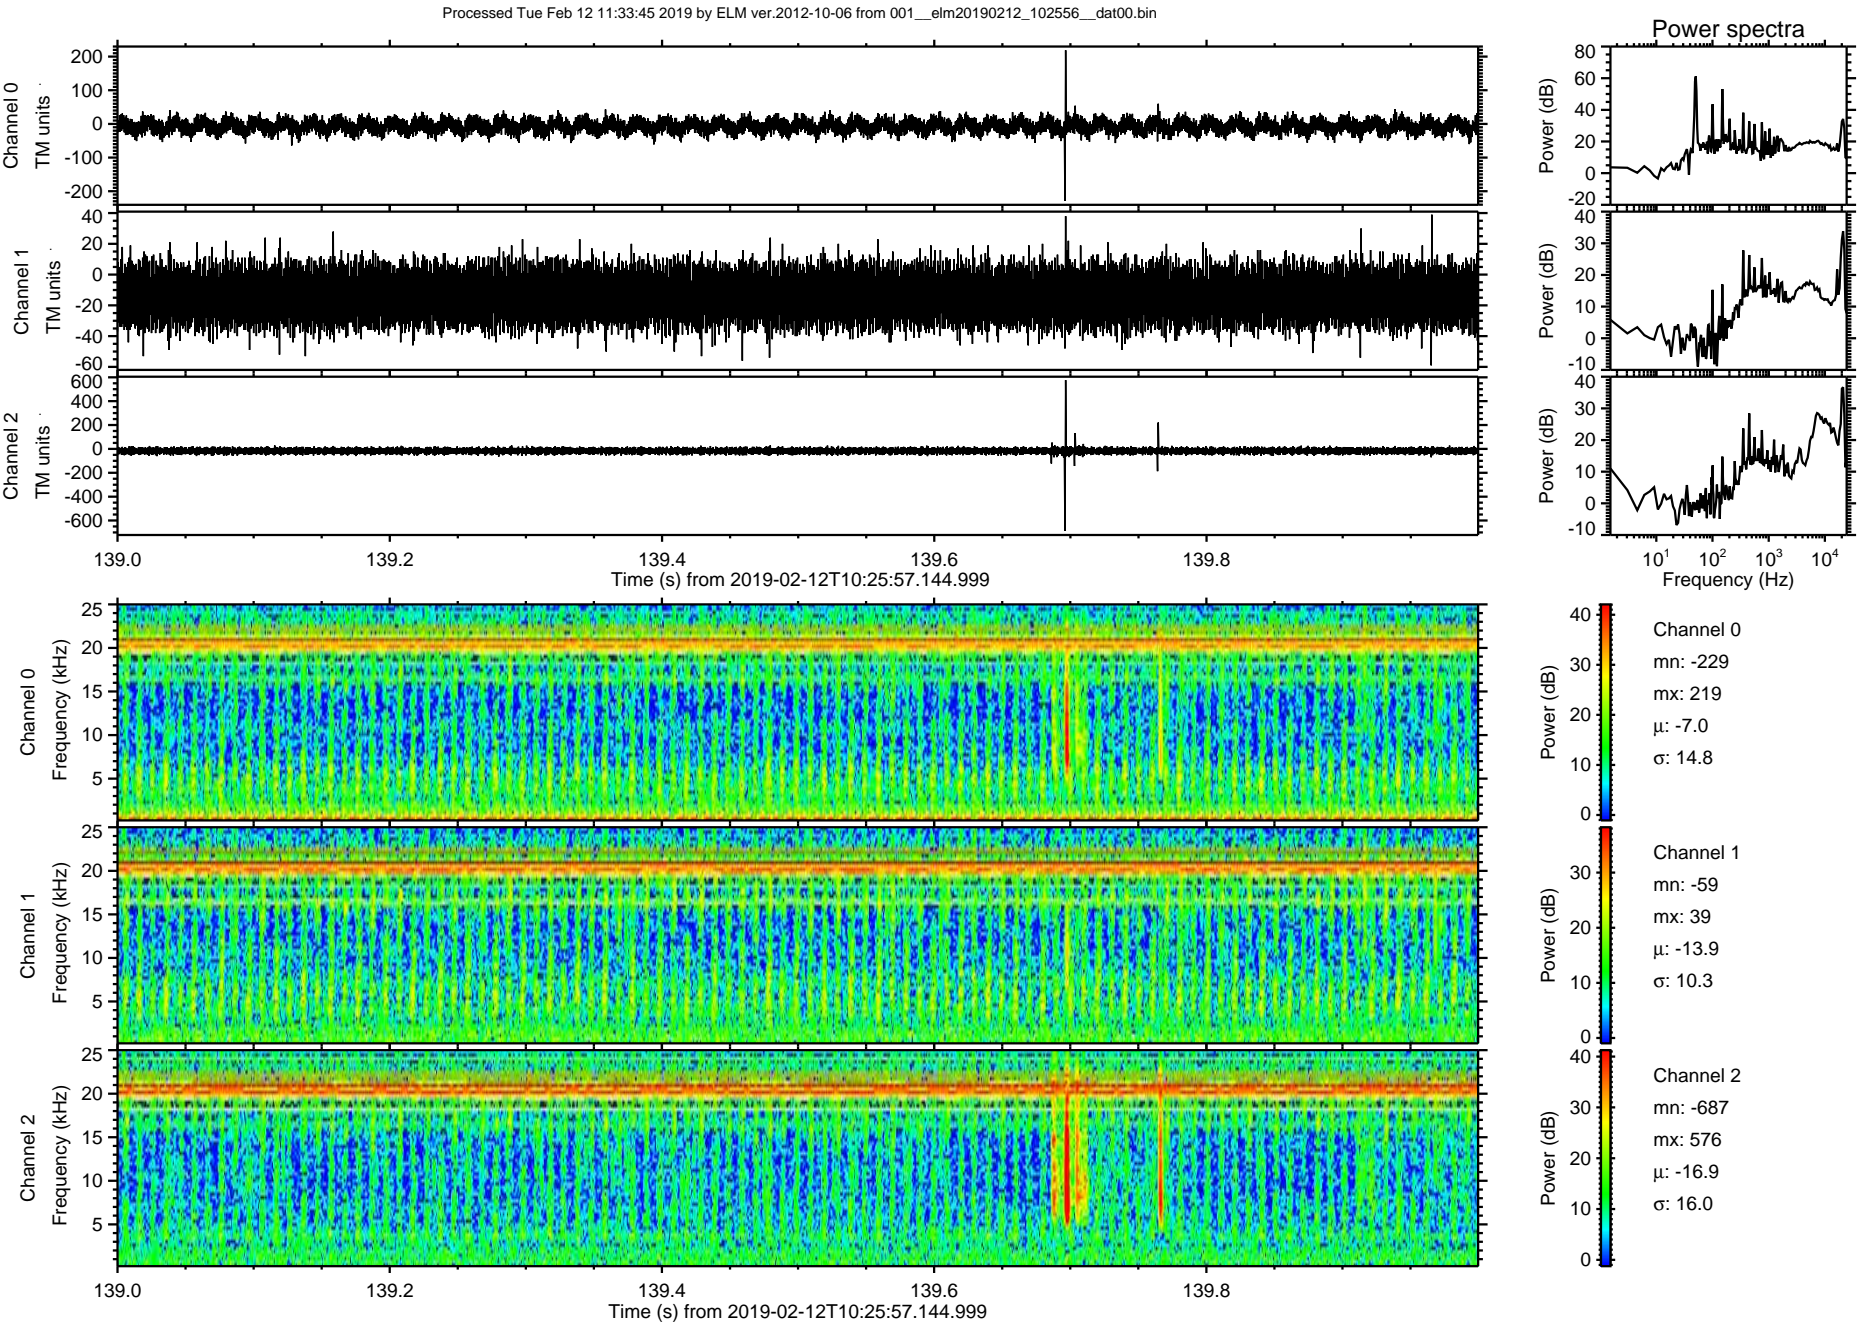 Processed Tue Feb 12 11:33:45 2019 by ELM ver.2012-10-06 from 001__elm20190212_102556__dat00.bin
Power spectra
Channel 0
TM units
200
100
0
-100
-200
Power (dB)
80
60
40
20
0
-20
Channel 1
TM units
40
20
0
-20
-40
-60
Power (dB)
40
30
20
10
0
-10
Channel 2
TM units
600
400
200
0
-200
-400
-600
Power (dB)
40
30
20
10
0
-10
139.0 139.2 139.4 139.6 139.8
Time (s) from 2019-02-12T10:25:57.144.999
10¹ 10² 10³ 10⁴
Frequency (Hz)
Channel 0
Frequency (kHz)
25
20
15
10
5
Power (dB)
40
30
20
10
0
Channel 0
mn: -229
mx: 219
µ: -7.0
σ: 14.8
Channel 1
Frequency (kHz)
25
20
15
10
5
Power (dB)
30
20
10
0
Channel 1
mn: -59
mx: 39
µ: -13.9
σ: 10.3
Channel 2
Frequency (kHz)
25
20
15
10
5
Power (dB)
40
30
20
10
0
Channel 2
mn: -687
mx: 576
µ: -16.9
σ: 16.0
139.0 139.2 139.4 139.6 139.8
Time (s) from 2019-02-12T10:25:57.144.999